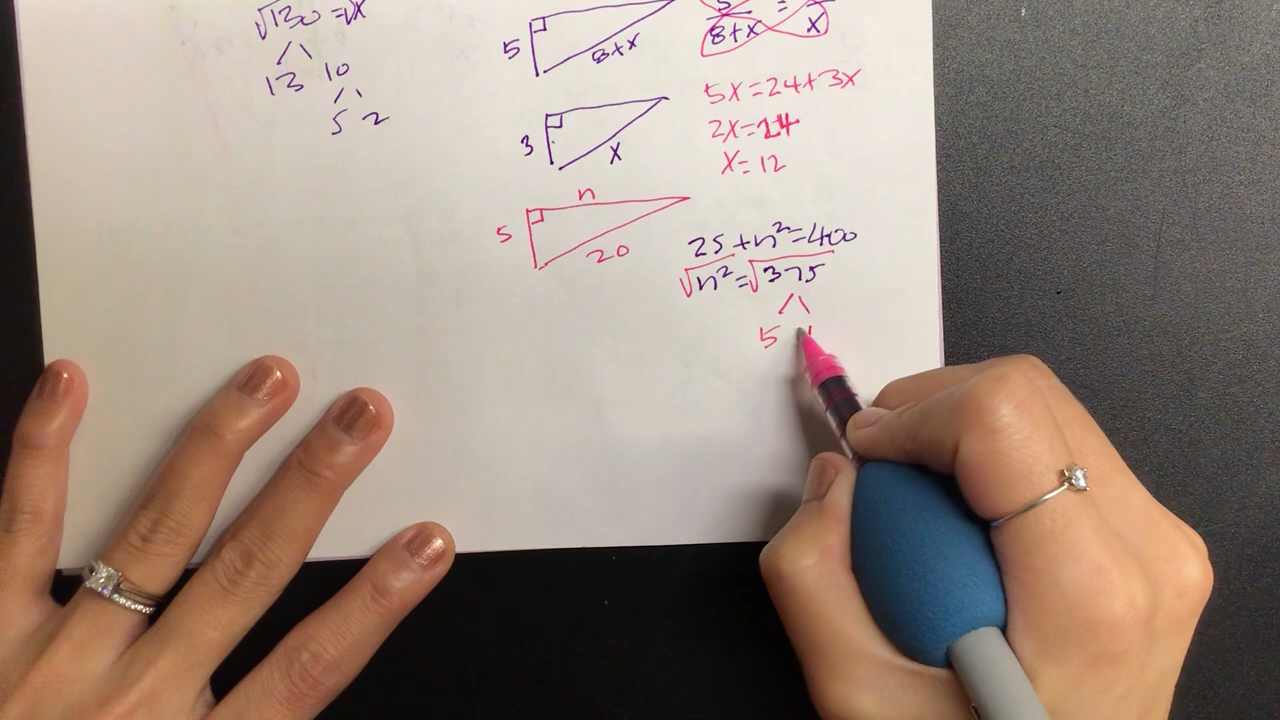 √130 = √x
13 10
5 2
5
8+x
3
x
n
5
20
8+x x
5x=24+3x
2x=24
x=12
25+n²=400
√n²=√375
5